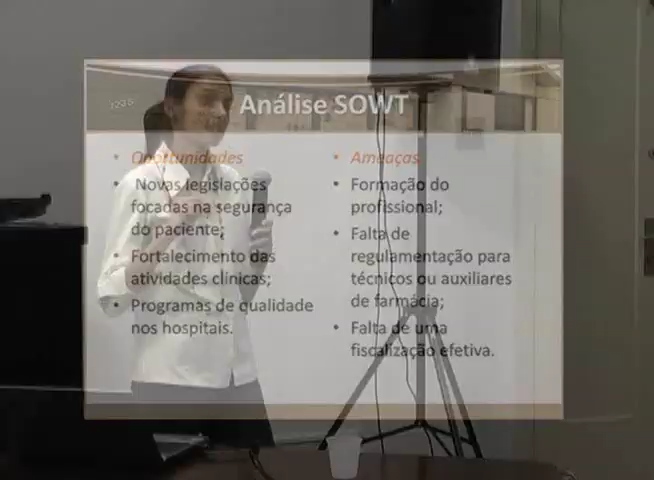 Análise SOWT
• Oportunidades
• Novas legislações
focadas na segurança
do paciente;
• Fortalecimento das
atividades clínicas;
• Programas de qualidade
nos hospitais.
• Ameaças
• Formação do
profissional;
• Falta de
regulamentação para
técnicos ou auxiliares
de farmácia;
• Falta de uma
fiscalização efetiva.